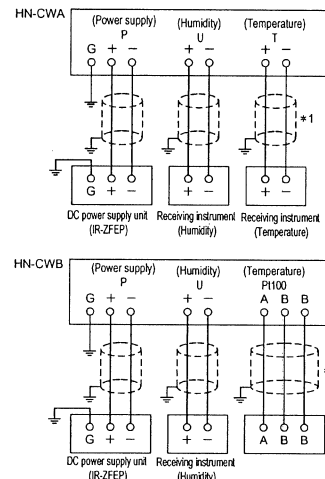 HN-CWA
(Power supply) (Humidity) (Temperature)
G P U T
+ − + − + −
*1
G + − + − + −
DC power supply unit Receiving instrument Receiving instrument
(IR-ZFEP) (Humidity) (Temperature)
HN-CWB
(Power supply) (Humidity) (Temperature)
P U Pt100
G + − + − A B B
G + − + − A B B
DC power supply unit Receiving instrument
(IR-ZFEP) (Humidity)